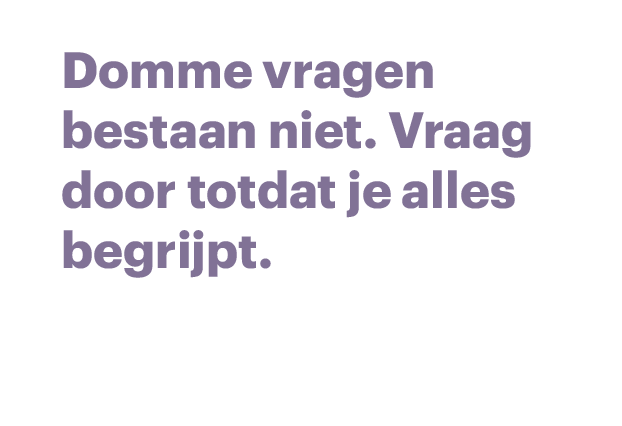 Domme vragen
bestaan niet. Vraag
door totdat je alles
begrijpt.